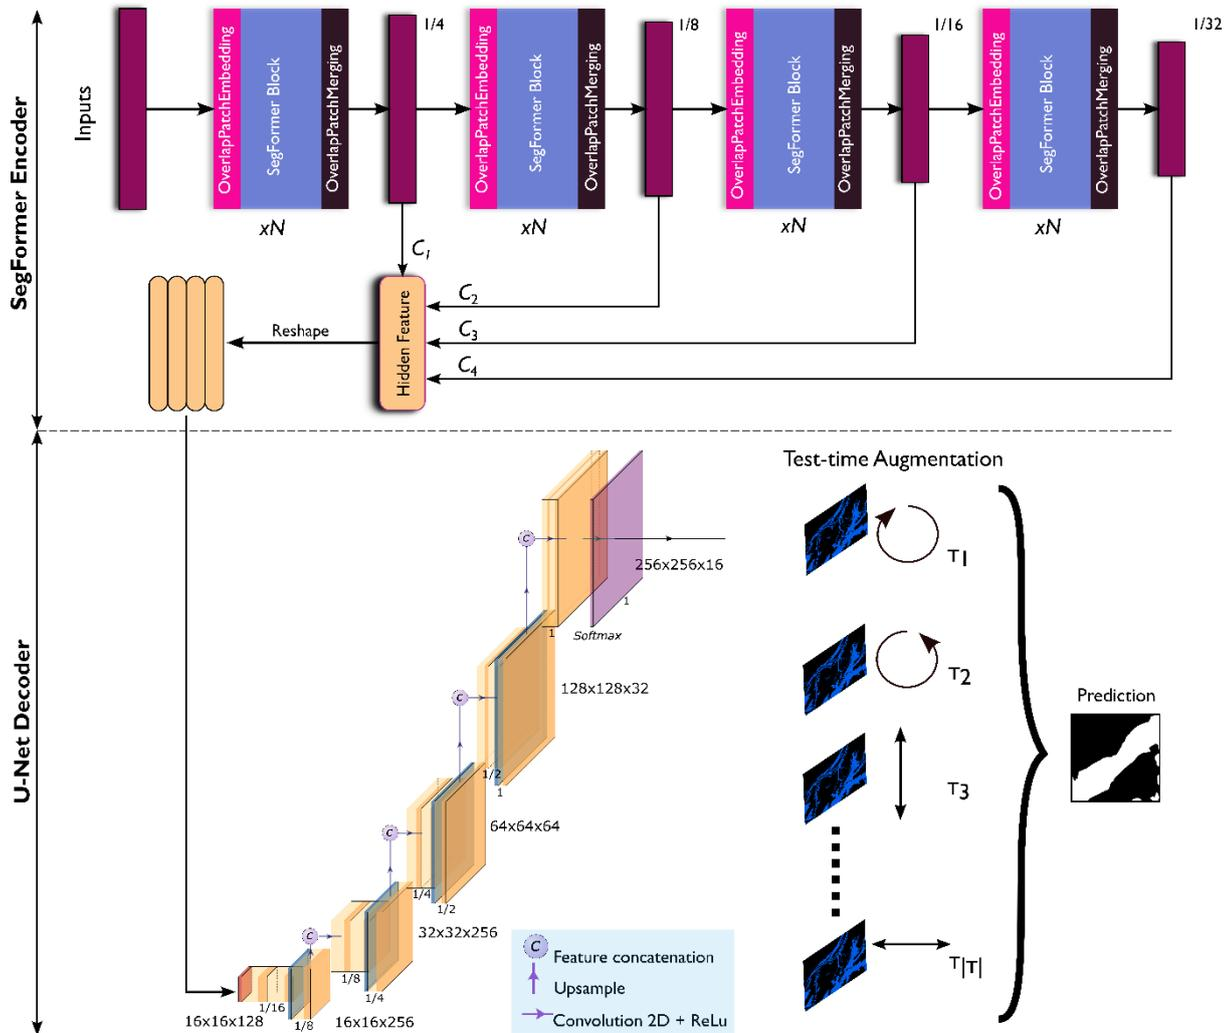 SegFormer Encoder
Inputs
OverlapPatchEmbedding
SegFormer Block
OverlapPatchMerging
xN
1/4
OverlapPatchEmbedding
SegFormer Block
OverlapPatchMerging
xN
1/8
OverlapPatchEmbedding
SegFormer Block
OverlapPatchMerging
xN
1/16
OverlapPatchEmbedding
SegFormer Block
OverlapPatchMerging
xN
1/32
C1
C2
C3
C4
Hidden Feature
Reshape
U-Net Decoder
C
256x256x16
1
1
Softmax
C
128x128x32
1/2
1
C
64x64x64
1/4
1/2
C
32x32x256
1/8
1/4
16x16x256
1/16
1/8
16x16x128
C Feature concatenation
Upsample
Convolution 2D + ReLu
Test-time Augmentation
T1
T2
T3
T|T|
Prediction